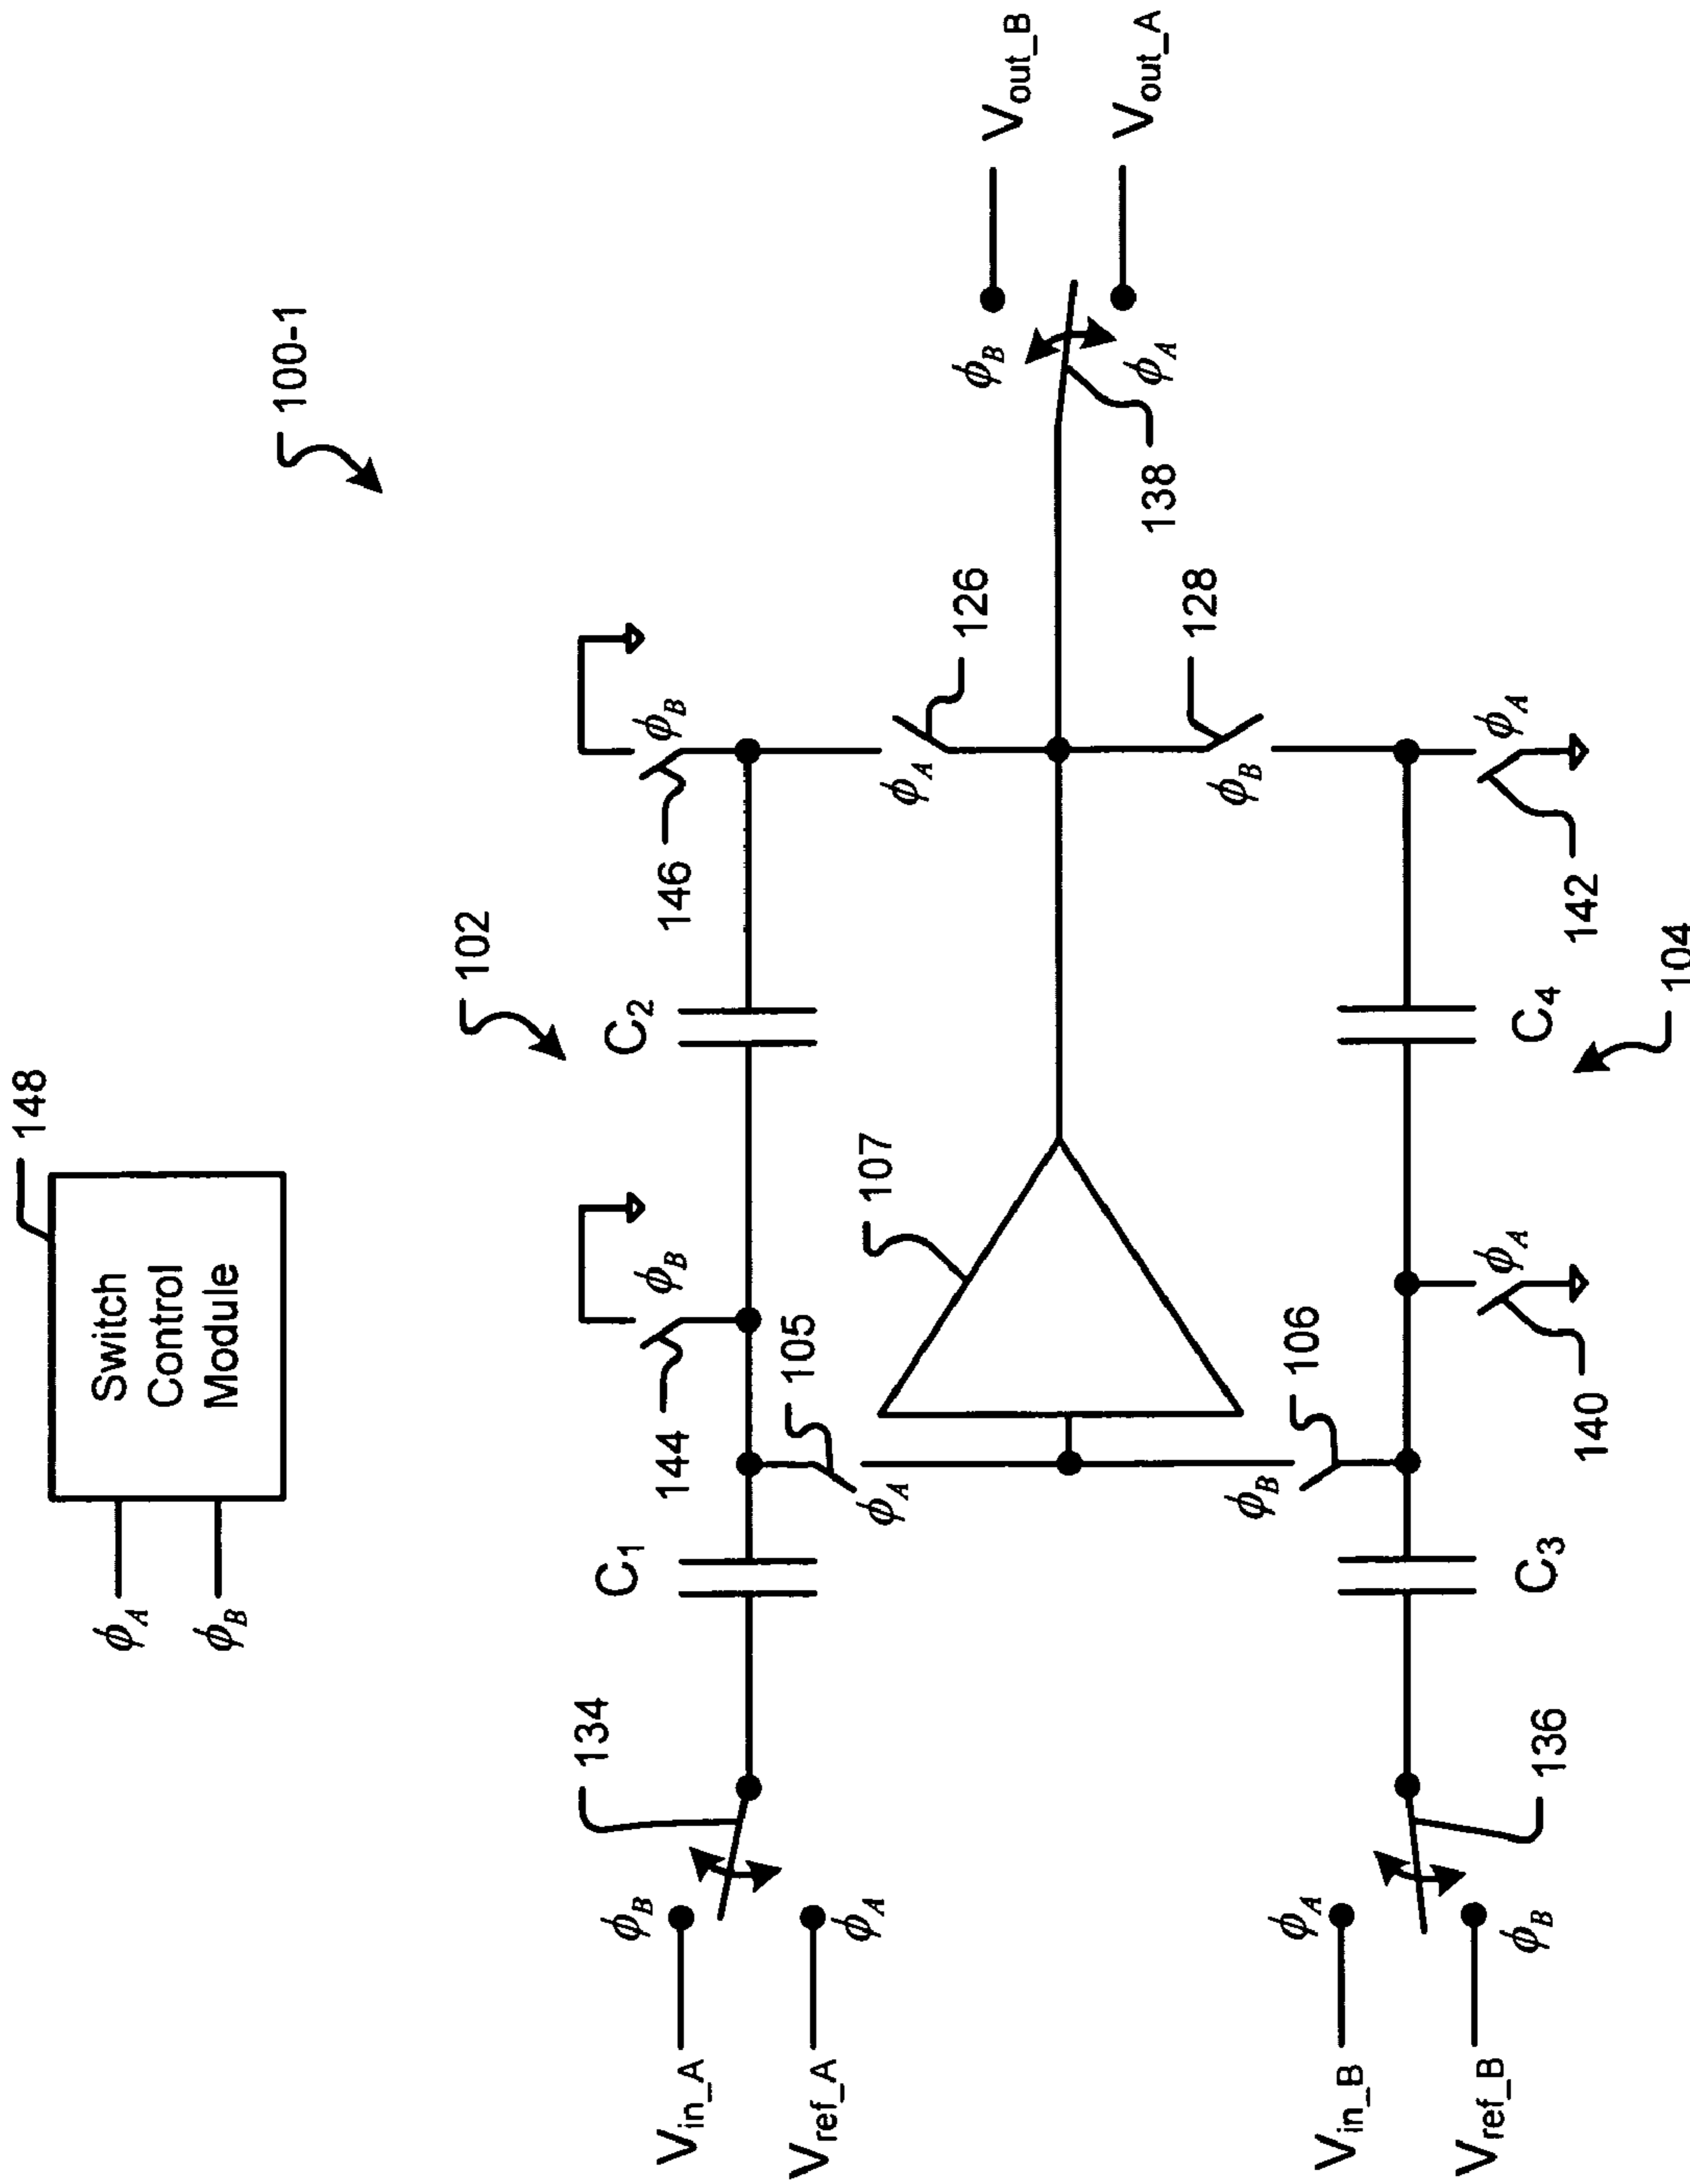 100-1
148
Switch
Control
Module
ϕA
ϕB
102
134
C1
144
ϕB
C2
146
ϕB
Vin_A
ϕB
Vref_A
ϕA
105
ϕA
107
ϕA
126
ϕB
Vout_B
ϕA
Vout_A
138
106
ϕB
ϕB
128
Vin_B
ϕA
Vref_B
ϕB
136
C3
140
ϕA
C4
142
ϕA
104